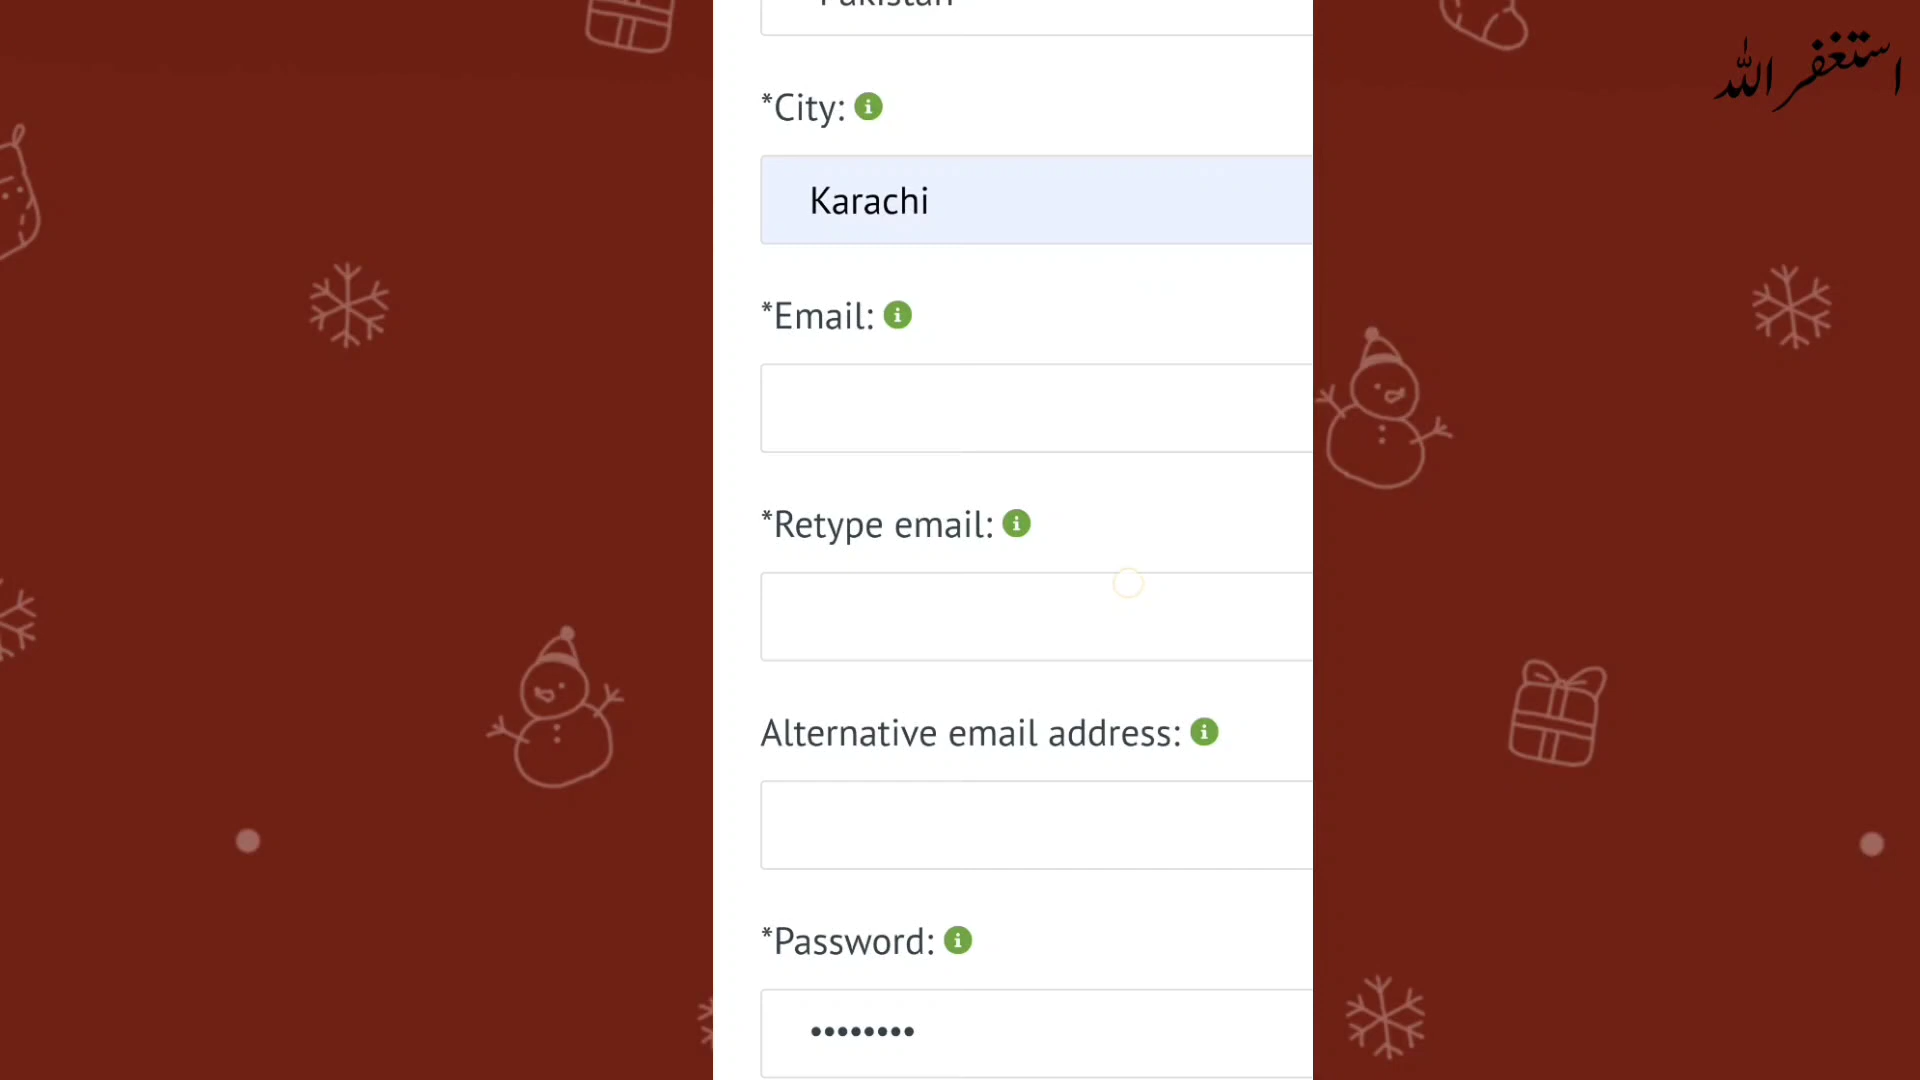 Pakistan
استغفر الله
*City:
Karachi
*Email:
*Retype email:
Alternative email address:
*Password:
••••••••